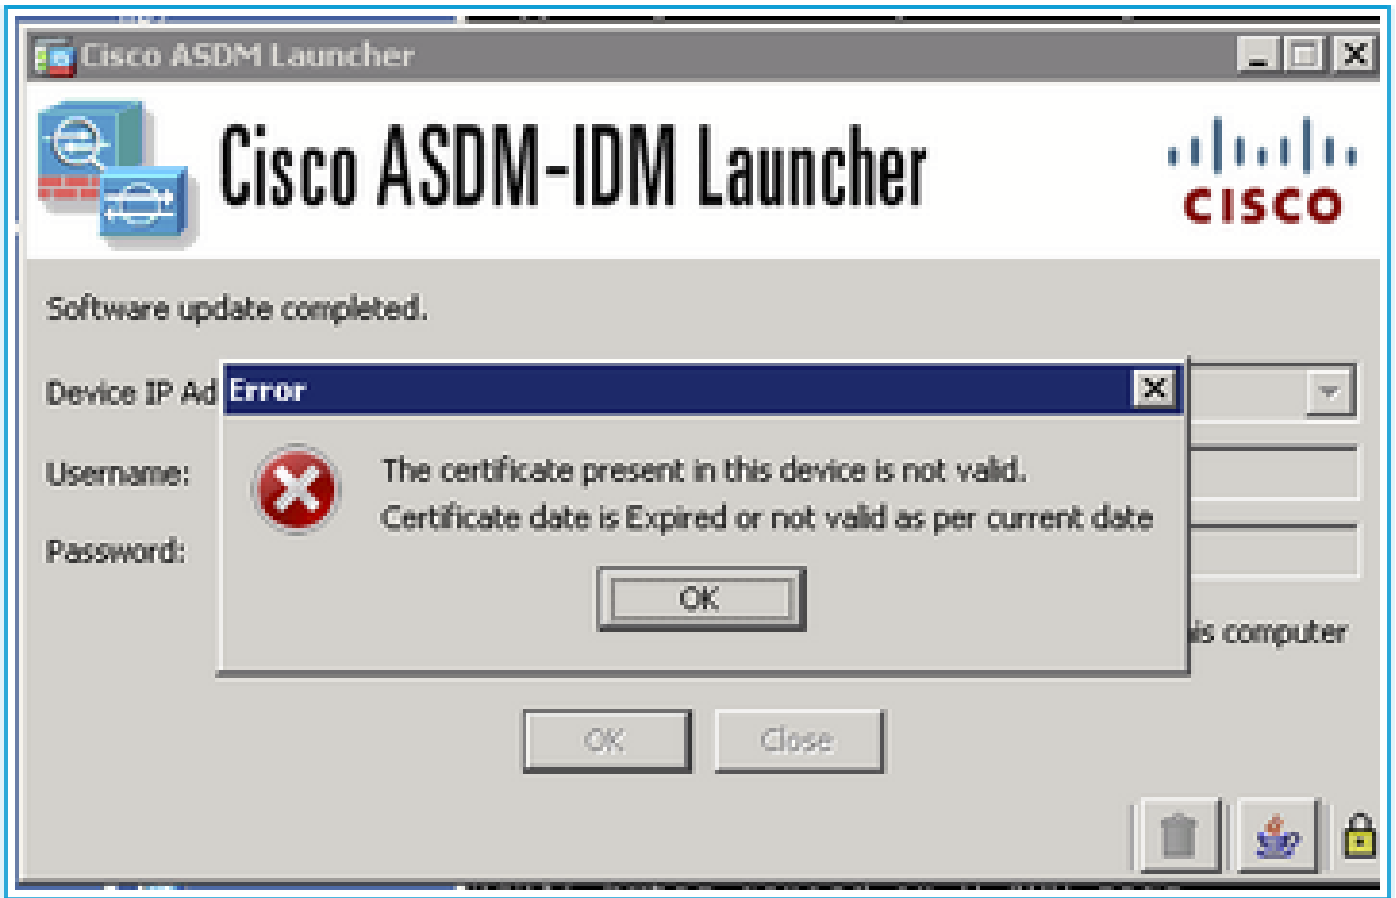 Cisco ASDM Launcher
Cisco ASDM-IDM Launcher
CISCO
Software update completed.
Device IP Ad
Error
The certificate present in this device is not valid.
Certificate date is Expired or not valid as per current date
OK
Username:
Password:
is computer
OK
Close